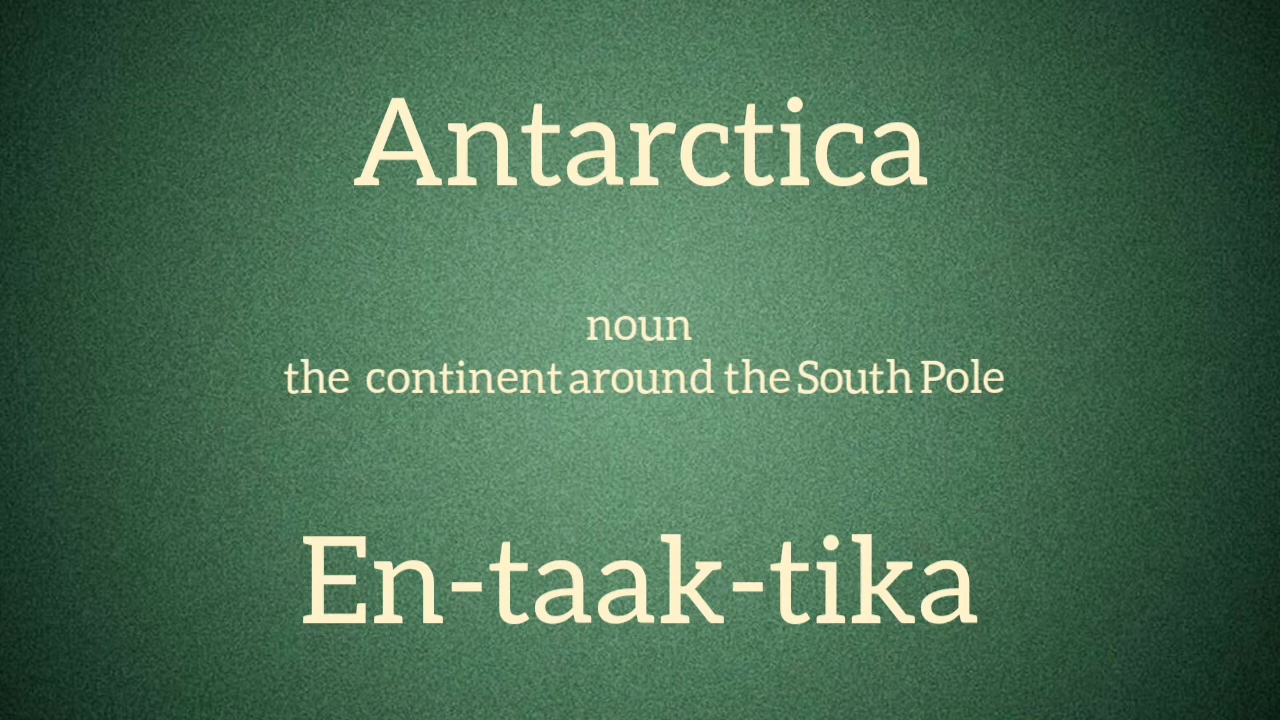 Antarctica
noun
the continent around the South Pole
En-taak-tika